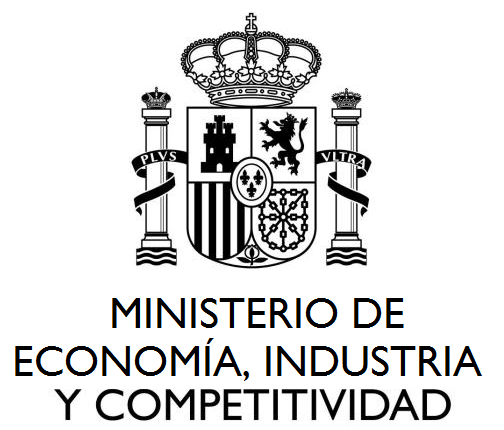 PLVS VLTRA
MINISTERIO DE
ECONOMÍA, INDUSTRIA
Y COMPETITIVIDAD